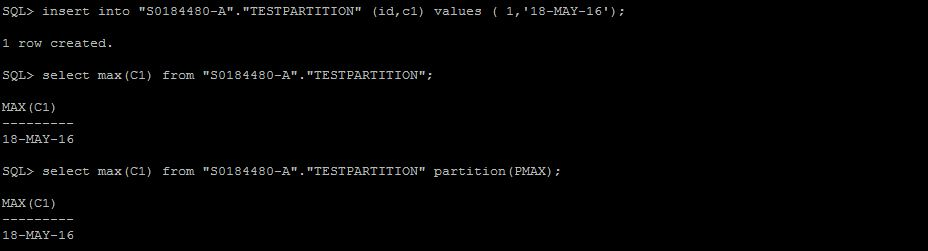 SQL> insert into "S0184480-A"."TESTPARTITION" (id,c1) values ( 1,'18-MAY-16');
1 row created.
SQL> select max(C1) from "S0184480-A"."TESTPARTITION";
MAX(C1)
---------
18-MAY-16
SQL> select max(C1) from "S0184480-A"."TESTPARTITION" partition(PMAX);
MAX(C1)
---------
18-MAY-16